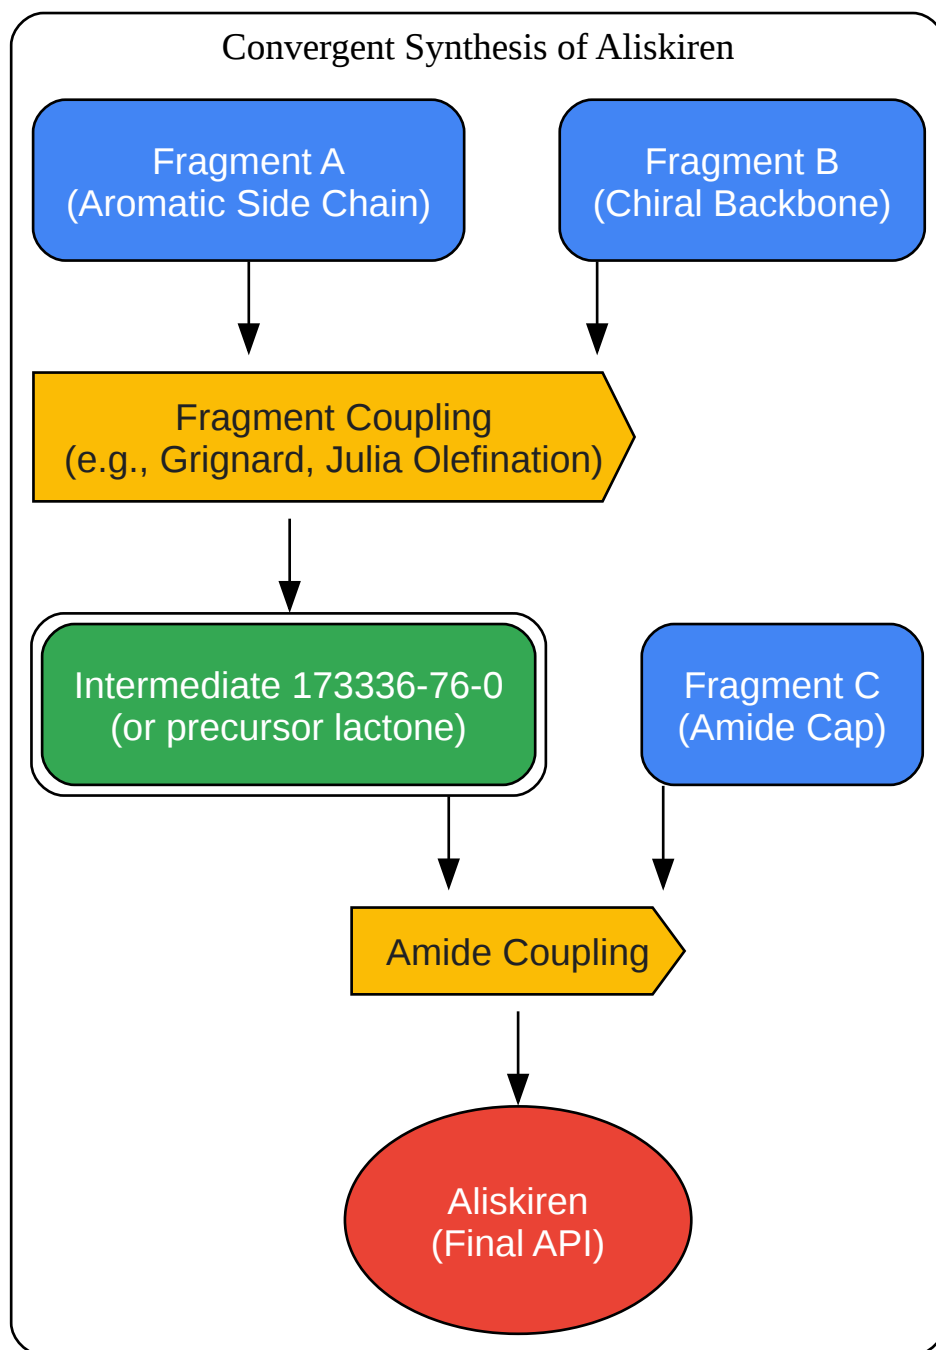 Convergent Synthesis of Aliskiren
Fragment A
(Aromatic Side Chain)
Fragment B
(Chiral Backbone)
Fragment Coupling
(e.g., Grignard, Julia Olefination)
Intermediate 173336-76-0
(or precursor lactone)
Fragment C
(Amide Cap)
Amide Coupling
Aliskiren
(Final API)